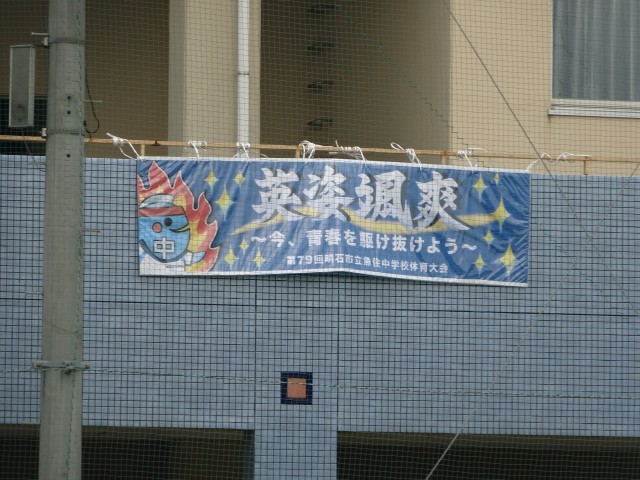 英姿颯爽
～今、青春を駆け抜けよう～
第79回明石市立魚住中学校体育大会
中